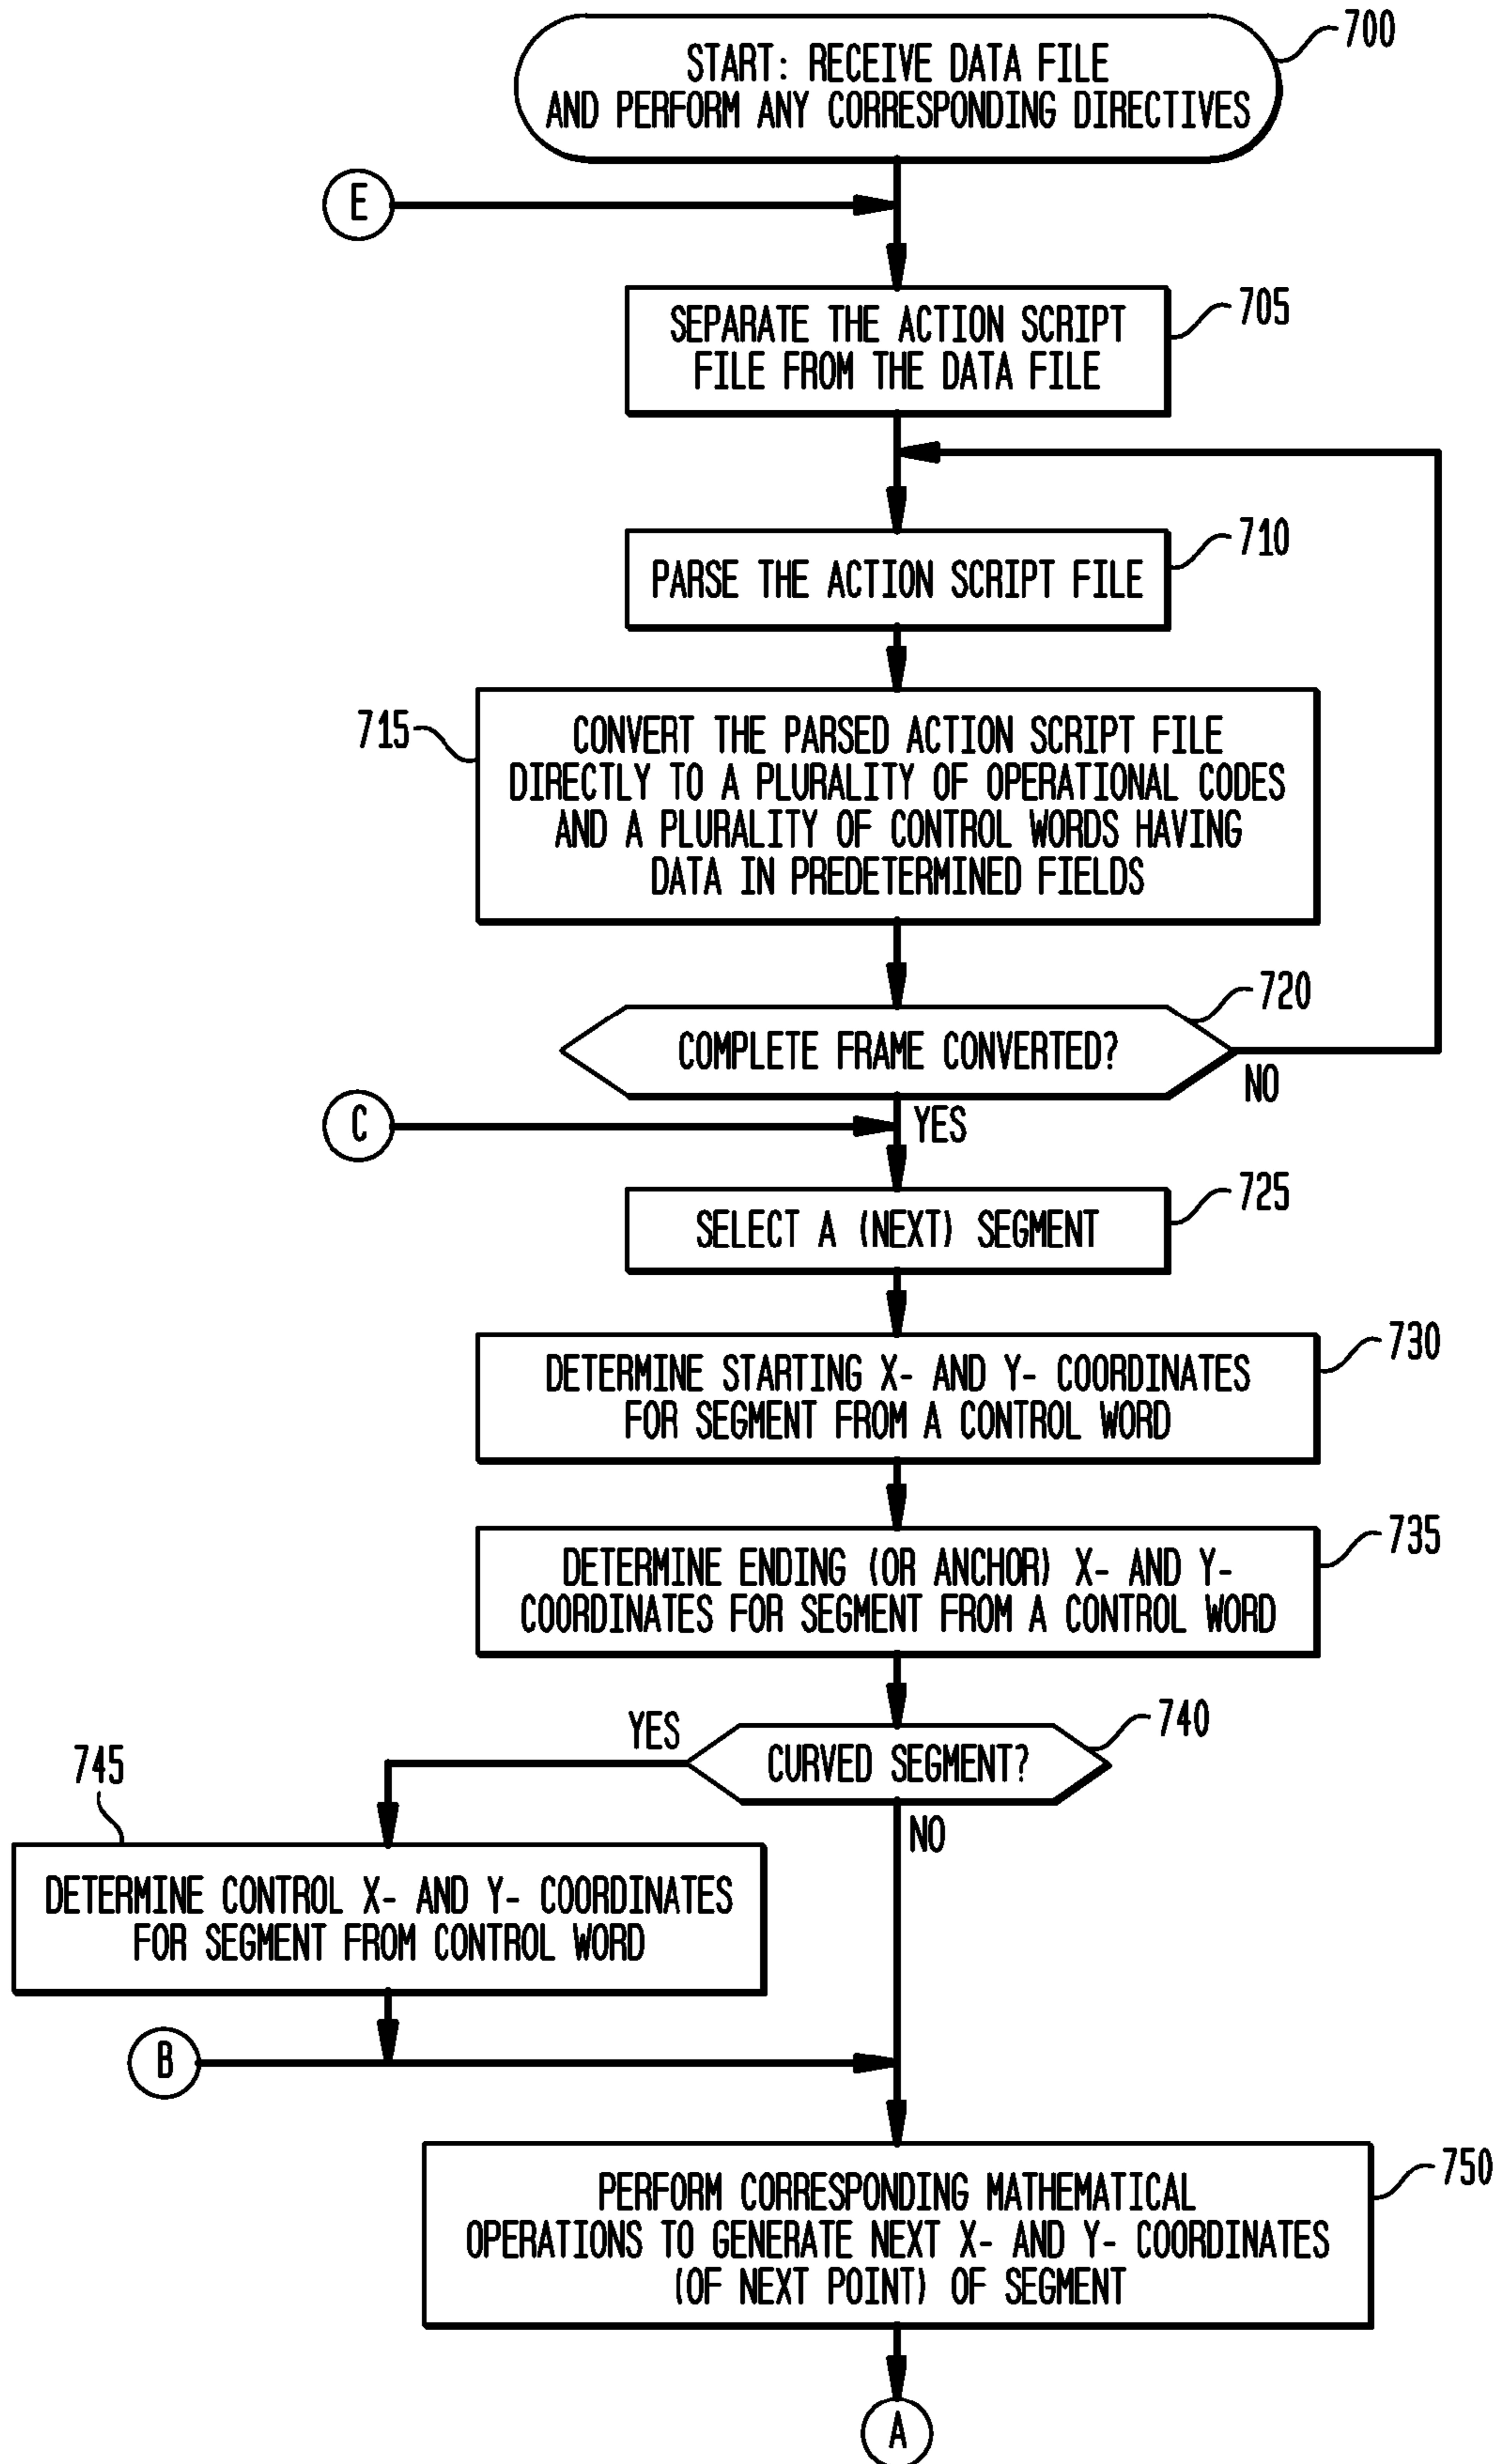 700
START: RECEIVE DATA FILE
AND PERFORM ANY CORRESPONDING DIRECTIVES
E
705
SEPARATE THE ACTION SCRIPT
FILE FROM THE DATA FILE
710
PARSE THE ACTION SCRIPT FILE
715
CONVERT THE PARSED ACTION SCRIPT FILE
DIRECTLY TO A PLURALITY OF OPERATIONAL CODES
AND A PLURALITY OF CONTROL WORDS HAVING
DATA IN PREDETERMINED FIELDS
720
COMPLETE FRAME CONVERTED?
NO
C
YES
725
SELECT A (NEXT) SEGMENT
730
DETERMINE STARTING X- AND Y- COORDINATES
FOR SEGMENT FROM A CONTROL WORD
735
DETERMINE ENDING (OR ANCHOR) X- AND Y-
COORDINATES FOR SEGMENT FROM A CONTROL WORD
740
YES
CURVED SEGMENT?
745
NO
DETERMINE CONTROL X- AND Y- COORDINATES
FOR SEGMENT FROM CONTROL WORD
B
750
PERFORM CORRESPONDING MATHEMATICAL
OPERATIONS TO GENERATE NEXT X- AND Y- COORDINATES
(OF NEXT POINT) OF SEGMENT
A